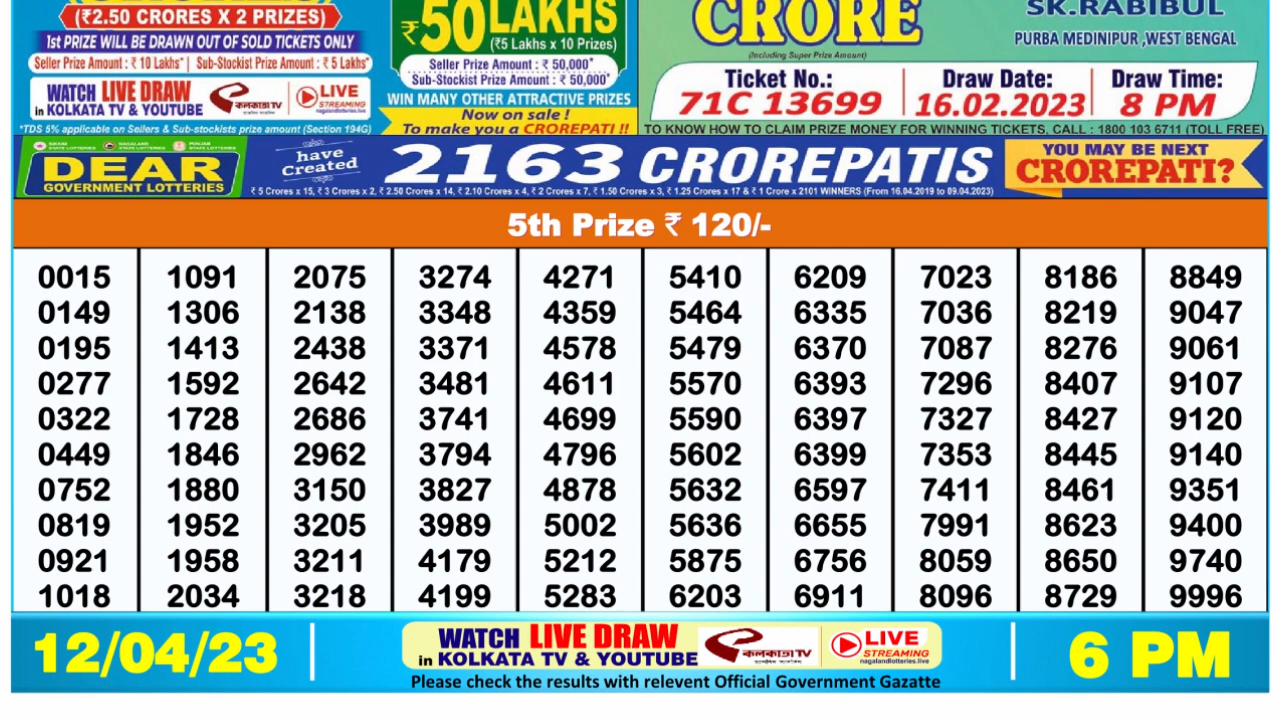 (₹2.50 CRORES X 2 PRIZES)
1st PRIZE WILL BE DRAWN OUT OF SOLD TICKETS ONLY
Seller Prize Amount : ₹ 10 Lakhs* | Sub-Stockist Prize Amount : ₹ 5 Lakhs*
WATCH LIVE DRAW
in KOLKATA TV & YOUTUBE
কলকাতা TV
LIVE
STREAMING
nagalandlotteries.live
*TDS 5% applicable on Sellers & Sub-stockists prize amount (Section 194G)
₹50 LAKHS
(₹5 Lakhs x 10 Prizes)
Seller Prize Amount : ₹ 50,000*
Sub-Stockist Prize Amount : ₹ 50,000*
WIN MANY OTHER ATTRACTIVE PRIZES
Now on sale !
To make you a CROREPATI !!
CRORE
(Including Super Prize Amount)
SK.RABIBUL
PURBA MEDINIPUR ,WEST BENGAL
Ticket No.: Draw Date: Draw Time:
71C 13699 16.02.2023 8 PM
TO KNOW HOW TO CLAIM PRIZE MONEY FOR WINNING TICKETS, CALL : 1800 103 6711 (TOLL FREE)
DEAR
GOVERNMENT LOTTERIES
have
created
2163 CROREPATIS
₹ 5 Crores x 15, ₹ 3 Crores x 2, ₹ 2.50 Crores x 14, ₹ 2.10 Crores x 4, ₹ 2 Crores x 7, ₹ 1.50 Crores x 3, ₹ 1.25 Crores x 17 & ₹ 1 Crore x 2101 WINNERS (From 16.04.2019 to 09.04.2023)
YOU MAY BE NEXT
CROREPATI?
5th Prize ₹ 120/-
0015 1091 2075 3274 4271 5410 6209 7023 8186 8849
0149 1306 2138 3348 4359 5464 6335 7036 8219 9047
0195 1413 2438 3371 4578 5479 6370 7087 8276 9061
0277 1592 2642 3481 4611 5570 6393 7296 8407 9107
0322 1728 2686 3741 4699 5590 6397 7327 8427 9120
0449 1846 2962 3794 4796 5602 6399 7353 8445 9140
0752 1880 3150 3827 4878 5632 6597 7411 8461 9351
0819 1952 3205 3989 5002 5636 6655 7991 8623 9400
0921 1958 3211 4179 5212 5875 6756 8059 8650 9740
1018 2034 3218 4199 5283 6203 6911 8096 8729 9996
12/04/23
WATCH LIVE DRAW
in KOLKATA TV & YOUTUBE
কলকাতা TV
LIVE
STREAMING
nagalandlotteries.live
Please check the results with relevent Official Government Gazatte
6 PM